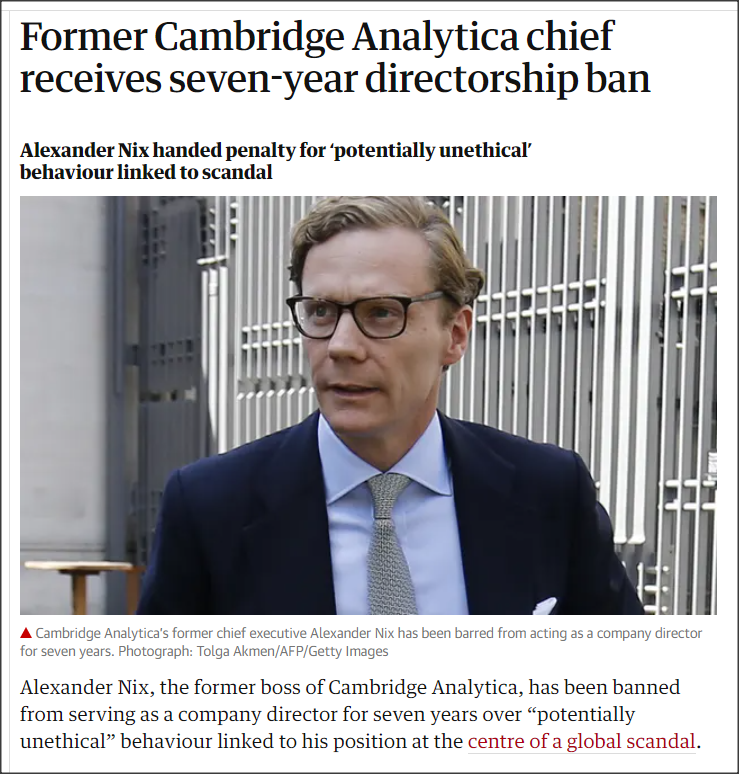 Former Cambridge Analytica chief
receives seven-year directorship ban
Alexander Nix handed penalty for ‘potentially unethical’
behaviour linked to scandal
Cambridge Analytica’s former chief executive Alexander Nix has been barred from acting as a company director
for seven years. Photograph: Tolga Akmen/AFP/Getty Images
Alexander Nix, the former boss of Cambridge Analytica, has been banned
from serving as a company director for seven years over “potentially
unethical” behaviour linked to his position at the centre of a global scandal.